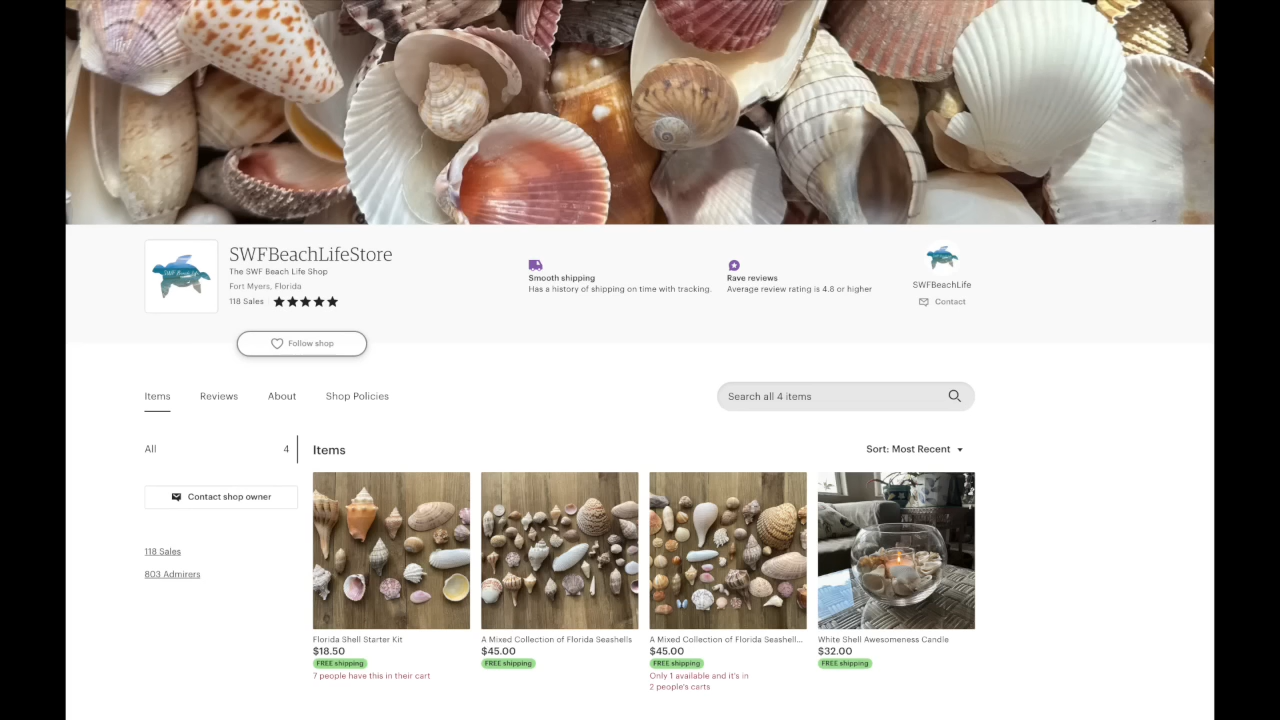 SWFBeachLifeStore
The SWF Beach Life Shop
Fort Myers, Florida
118 Sales
Follow shop
Smooth shipping
Has a history of shipping on time with tracking.
Rave reviews
Average review rating is 4.8 or higher
SWFBeachLife
Contact
Items Reviews About Shop Policies
Search all 4 items
All 4
Contact shop owner
118 Sales
803 Admirers
Items
Sort: Most Recent
Florida Shell Starter Kit
$18.50
FREE shipping
7 people have this in their cart
A Mixed Collection of Florida Seashells
$45.00
FREE shipping
A Mixed Collection of Florida Seashell...
$45.00
FREE shipping
Only 1 available and it's in
2 people's carts
White Shell Awesomeness Candle
$32.00
FREE shipping